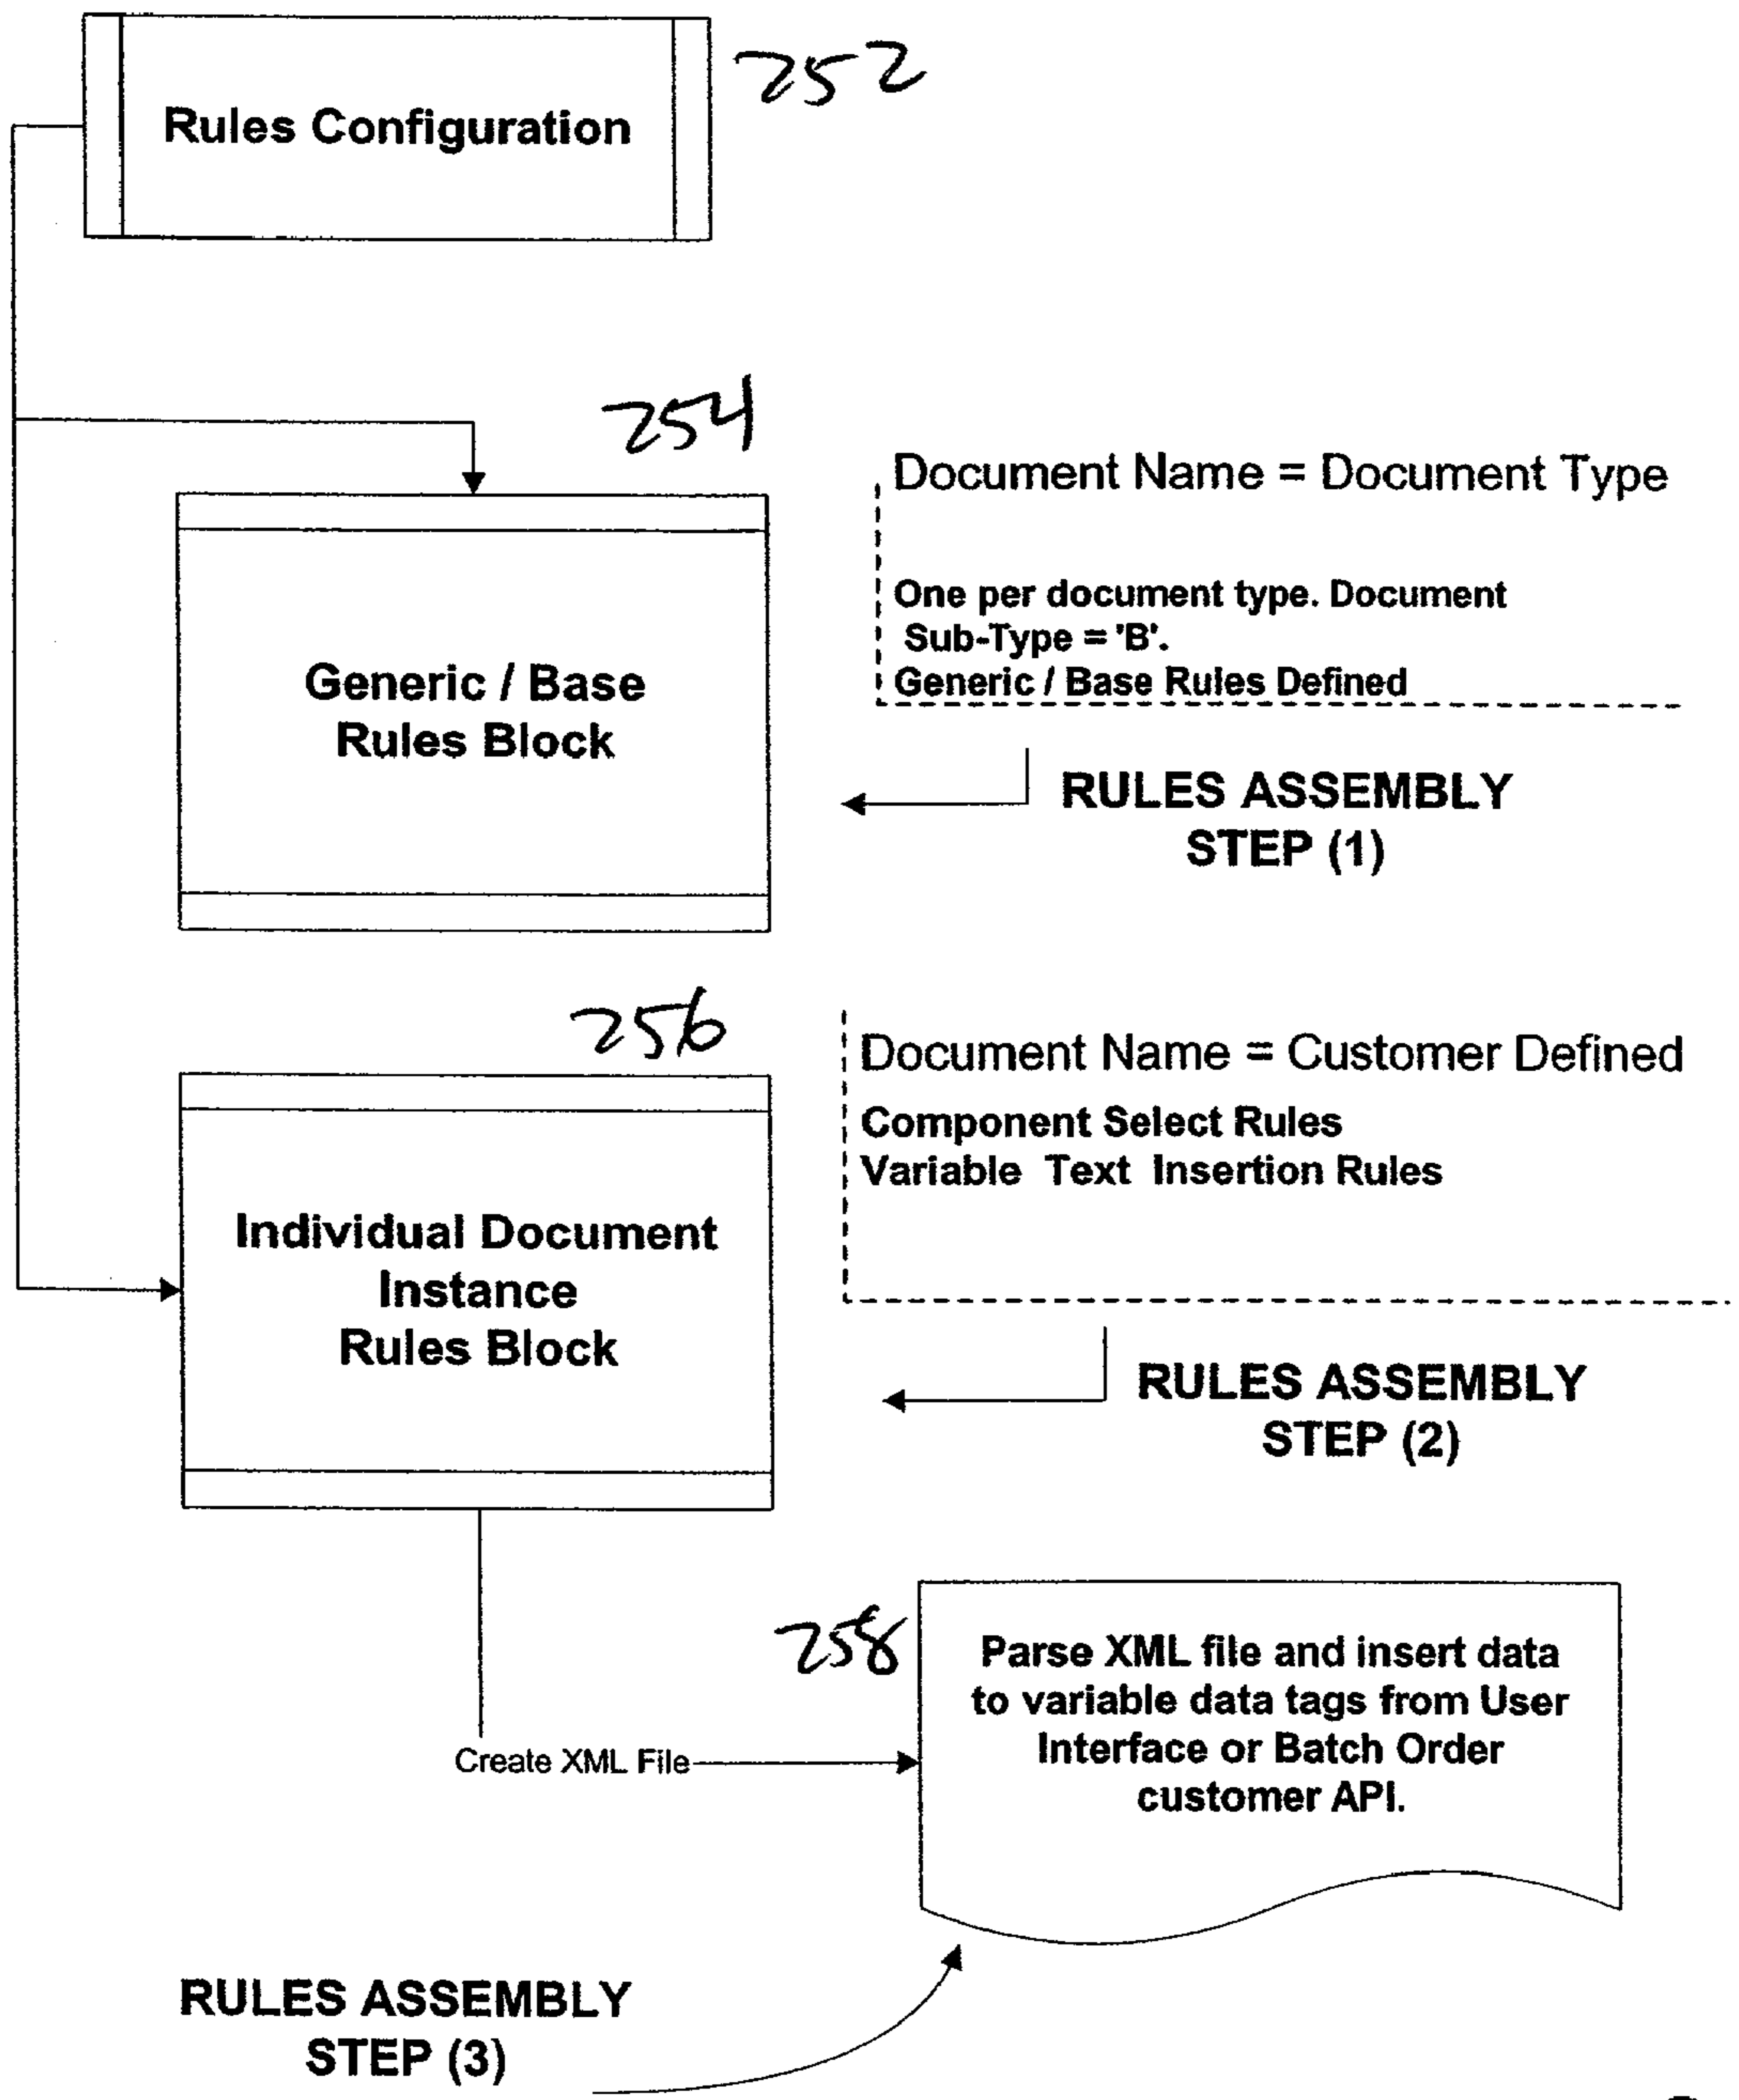 252
Rules Configuration
254
Document Name = Document Type
One per document type. Document
Sub-Type = 'B'.
Generic / Base Rules Defined
Generic / Base
Rules Block
RULES ASSEMBLY
STEP (1)
256
Document Name = Customer Defined
Component Select Rules
Variable Text Insertion Rules
Individual Document
Instance
Rules Block
RULES ASSEMBLY
STEP (2)
258
Parse XML file and insert data
to variable data tags from User
Interface or Batch Order
customer API.
Create XML File
RULES ASSEMBLY
STEP (3)